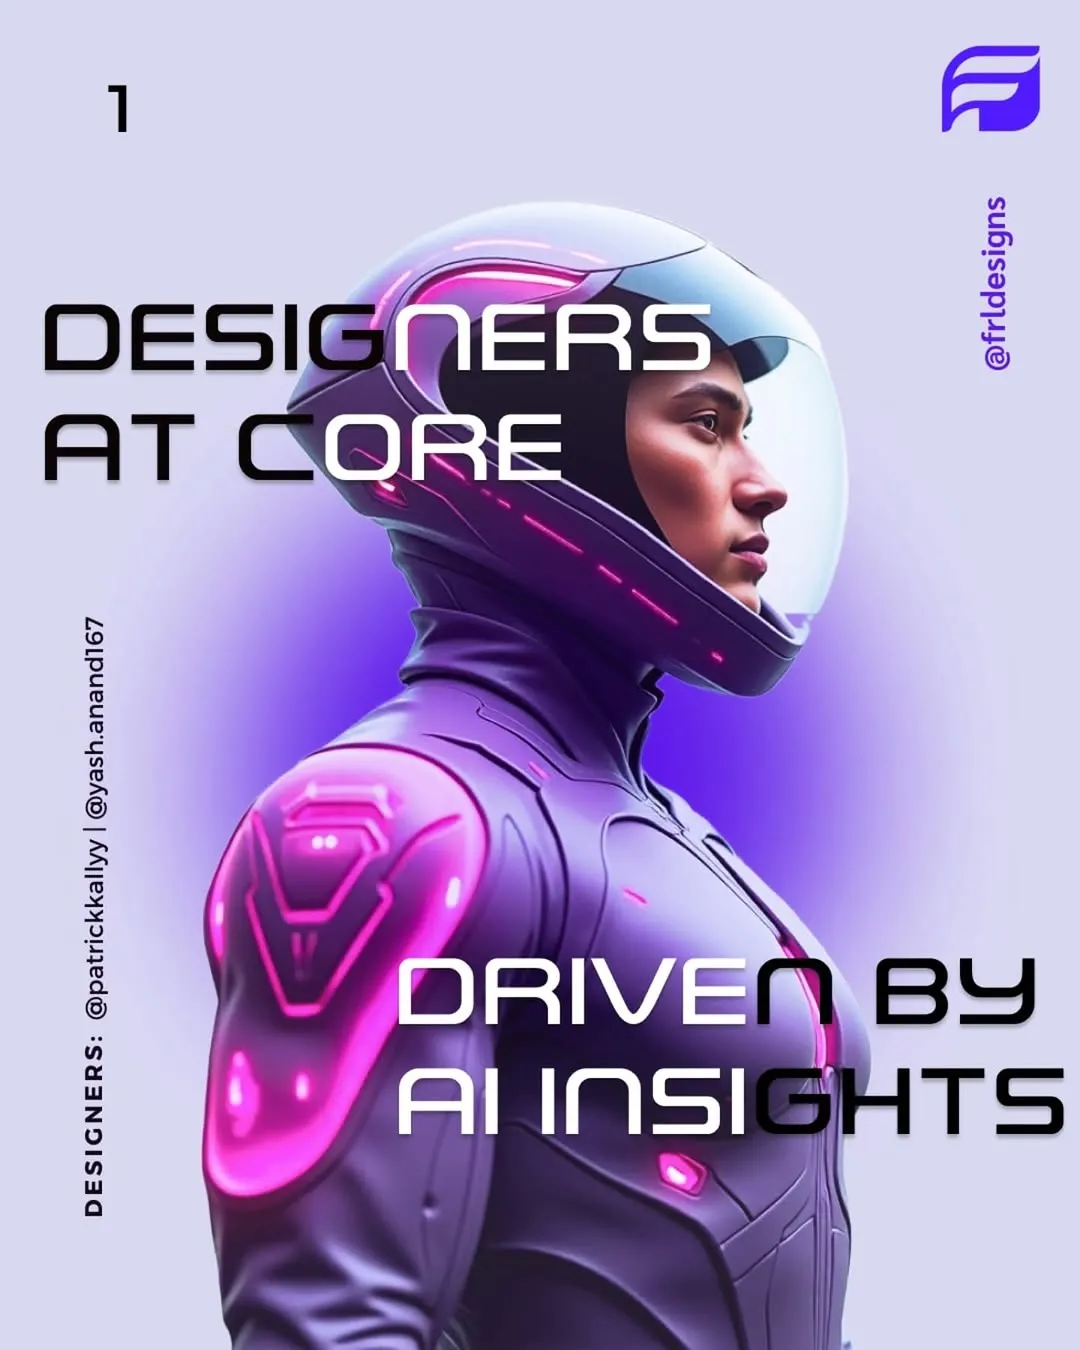 1
@frldesigns
DESIGNERS
AT CORE
DESIGNERS: @patrickkallyy | @yash.anand167
DRIVEN BY
AI INSIGHTS